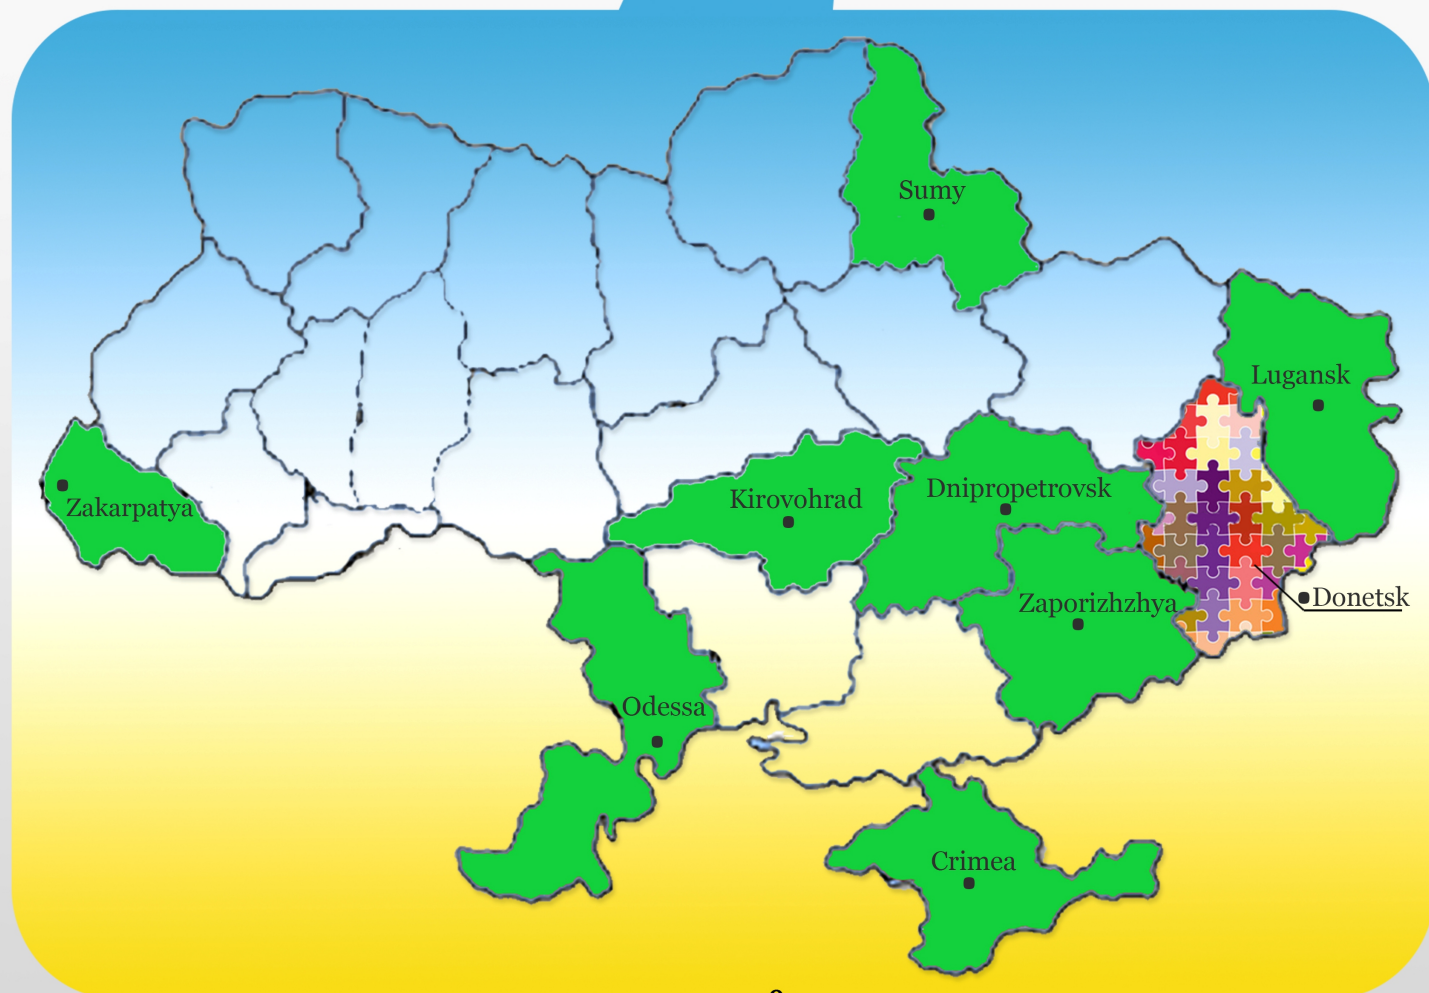 Sumy
Lugansk
Zakarpatya
Kirovohrad
Dnipropetrovsk
Zaporizhzhya
Donetsk
Odessa
Crimea